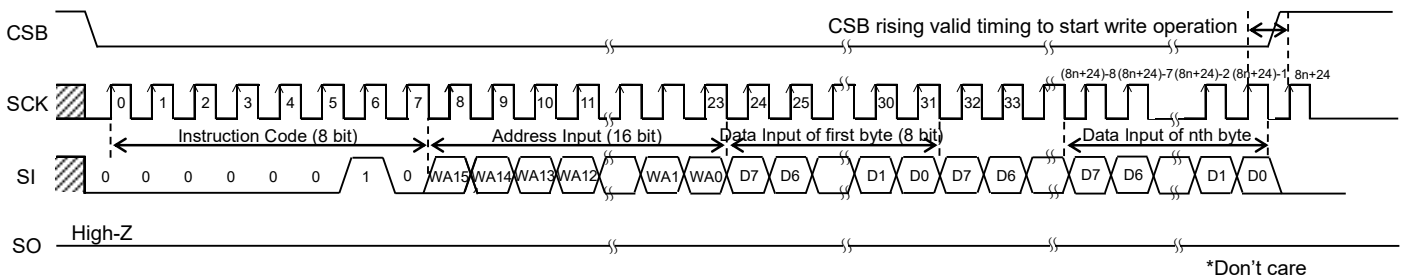 CSB CSB rising valid timing to start write operation
(8n+24)-8 (8n+24)-7 (8n+24)-2 (8n+24)-1 8n+24
SCK 0 1 2 3 4 5 6 7 8 9 10 11 23 24 25 30 31 32 33
Instruction Code (8 bit) Address Input (16 bit) Data Input of first byte (8 bit) Data Input of nth byte
SI 0 0 0 0 0 0 1 0 WA15 WA14 WA13 WA12 WA1 WA0 D7 D6 D1 D0 D7 D6 D7 D6 D1 D0
High-Z
SO
*Don't care